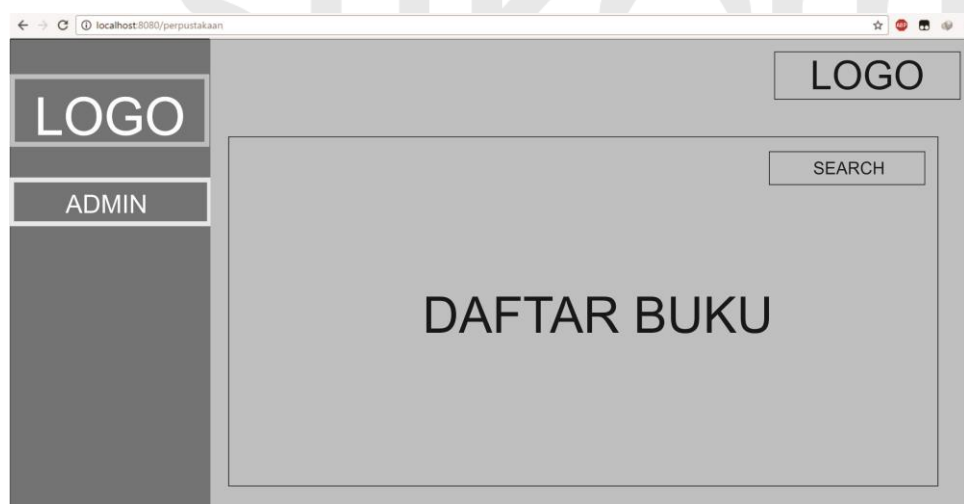 localhost:8080/perpustakaan
LOGO
LOGO
SEARCH
ADMIN
DAFTAR BUKU